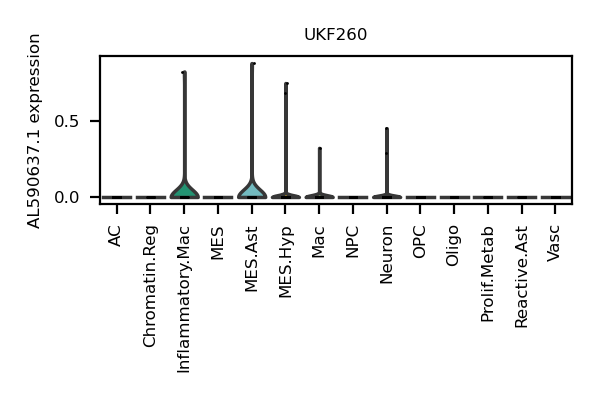 UKF260
AL590637.1 expression
0.5
0.0
AC
Chromatin.Reg
Inflammatory.Mac
MES
MES.Ast
MES.Hyp
Mac
NPC
Neuron
OPC
Oligo
Prolif.Metab
Reactive.Ast
Vasc